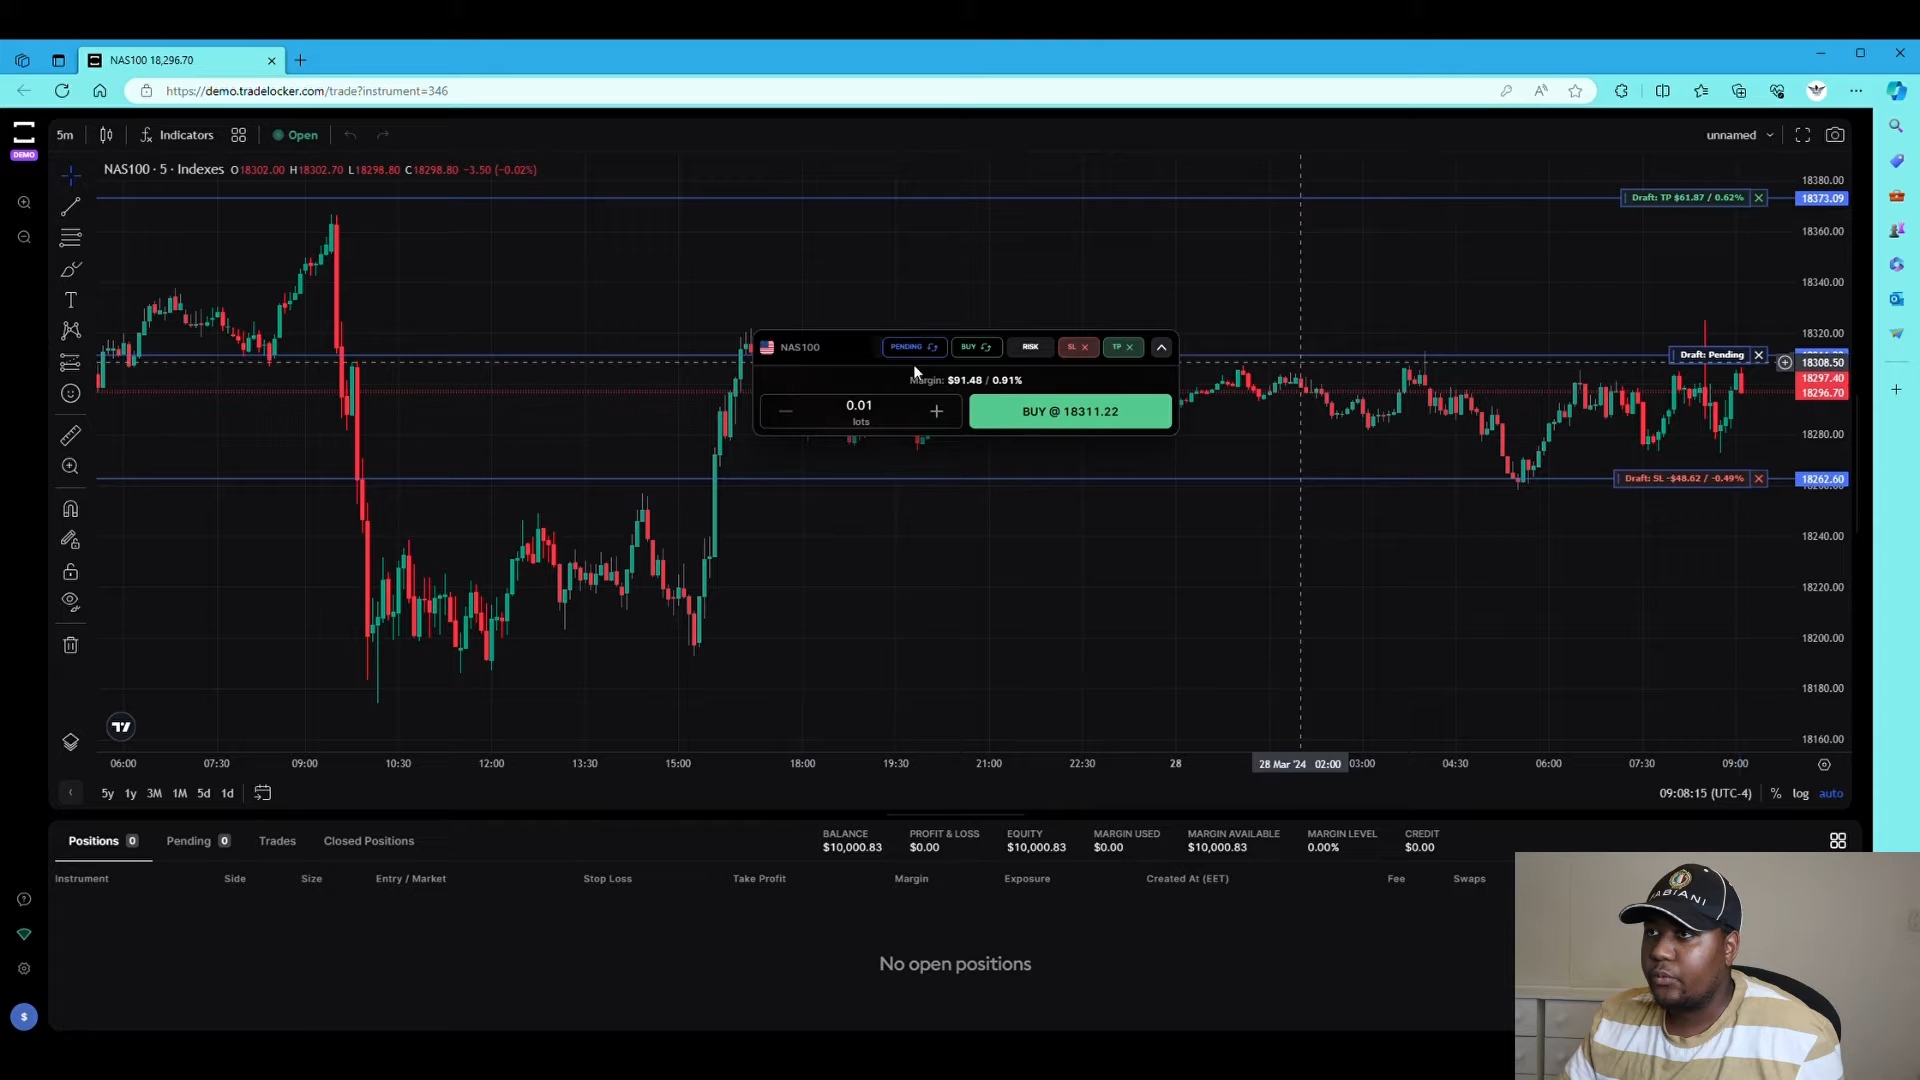 NAS100 18,296.70
https://demo.tradelocker.com/trade?instrument=346
DEMO
5m
Indicators
Open
unnamed
NAS100 · 5 · Indexes O18302.00 H18302.70 L18298.80 C18298.80 -3.50 (-0.02%)
18380.00
Draft: TP $61.87 / 0.62%
18373.09
18360.00
18340.00
18320.00
NAS100
PENDING
BUY
RISK
SL
TP
Draft: Pending
18308.50
18297.40
18296.70
Margin: $91.48 / 0.91%
0.01
lots
BUY @ 18311.22
18280.00
Draft: SL -$48.62 / -0.49%
18262.60
18240.00
18220.00
18200.00
18180.00
18160.00
06:00 07:30 09:00 10:30 12:00 13:30 15:00 18:00 19:30 21:00 22:30 28 28 Mar '24 02:00 03:00 04:30 06:00 07:30 09:00
5y 1y 3M 1M 5d 1d
09:08:15 (UTC-4) % log auto
Positions 0 Pending 0 Trades Closed Positions
BALANCE PROFIT & LOSS EQUITY MARGIN USED MARGIN AVAILABLE MARGIN LEVEL CREDIT
$10,000.83 $0.00 $10,000.83 $0.00 $10,000.83 0.00% $0.00
Instrument Side Size Entry / Market Stop Loss Take Profit Margin Exposure Created At (EET) Fee Swaps
No open positions
$
FABIANI